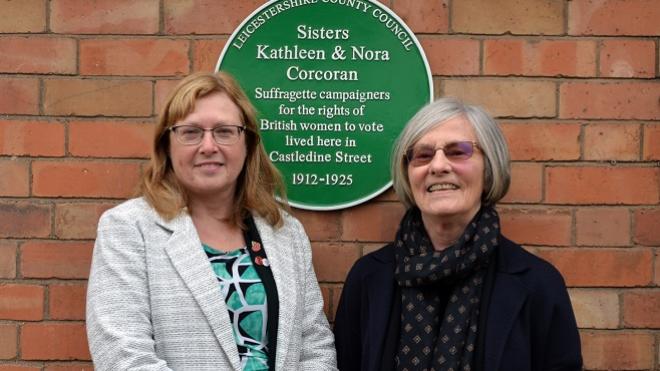 LEICESTERSHIRE COUNTY COUNCIL
Sisters
Kathleen & Nora
Corcoran
Suffragette campaigners
for the rights of
British women to vote
lived here in
Castledine Street
1912-1925